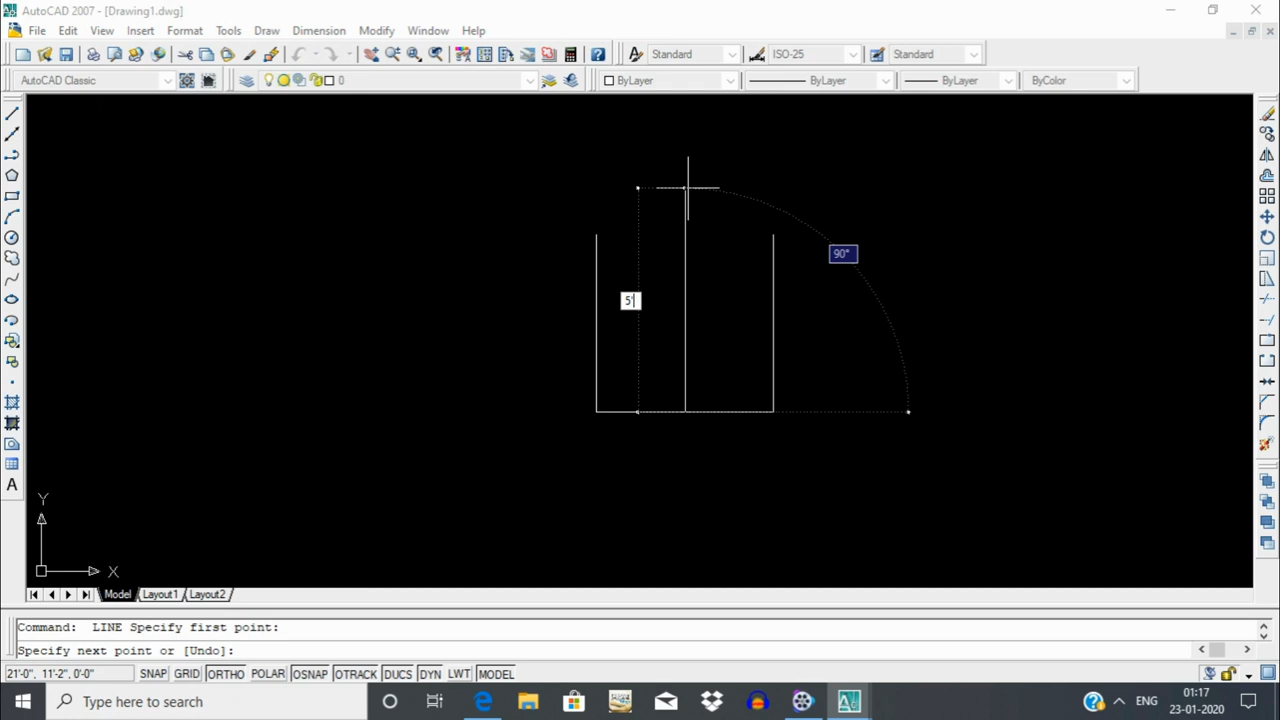 AutoCAD 2007 - [Drawing1.dwg]
File Edit View Insert Format Tools Draw Dimension Modify Window Help
Standard ISO-25 Standard
AutoCAD Classic 0 ByLayer ByLayer ByLayer ByColor
90°
5'
A
Y
X
Model Layout1 Layout2
Command: LINE Specify first point:
Specify next point or [Undo]:
21'-0", 11'-2", 0'-0" SNAP GRID ORTHO POLAR OSNAP OTRACK DUCS DYN LWT MODEL
Type here to search
ENG
01:17
23-01-2020